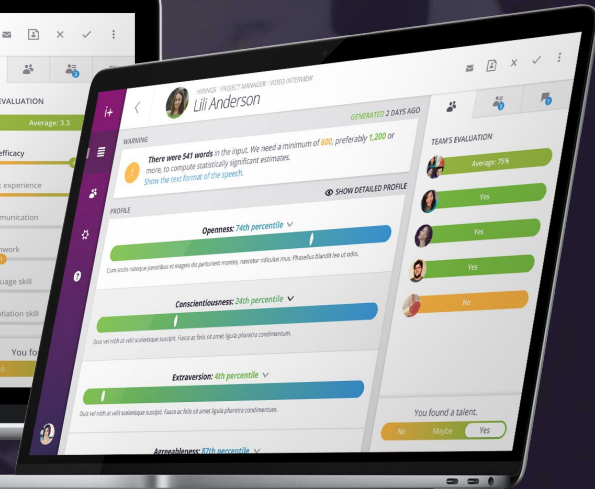 EVALUATION
Average: 3.3
efficacy
experience
munication
nwork
uage skill
otiation skill
You fo
i+
HIRINGS / PROJECT MANAGER / VIDEO INTERVIEW
Lili Anderson
WARNING
GENERATED 2 DAYS AGO
There were 541 words in the input. We need a minimum of 600, preferably 1,200 or
more, to compute statistically significant estimates.
Show the text format of the speech.
PROFILE
SHOW DETAILED PROFILE
Openness: 74th percentile
Cum sociis natoque penatibus et magnis dis parturient montes, nascetur ridiculus mus. Phasellus blandit leo ut odio.
Conscientiousness: 24th percentile
Duis vel nibh at velit scelerisque suscipit. Fusce ac felis sit amet ligula pharetra condimentum.
Extraversion: 4th percentile
Duis vel nibh at velit scelerisque suscipit. Fusce ac felis sit amet ligula pharetra condimentum.
Agreeableness: 87th percentile
TEAM'S EVALUATION
Average: 75%
Yes
Yes
Yes
No
You found a talent.
No Maybe Yes